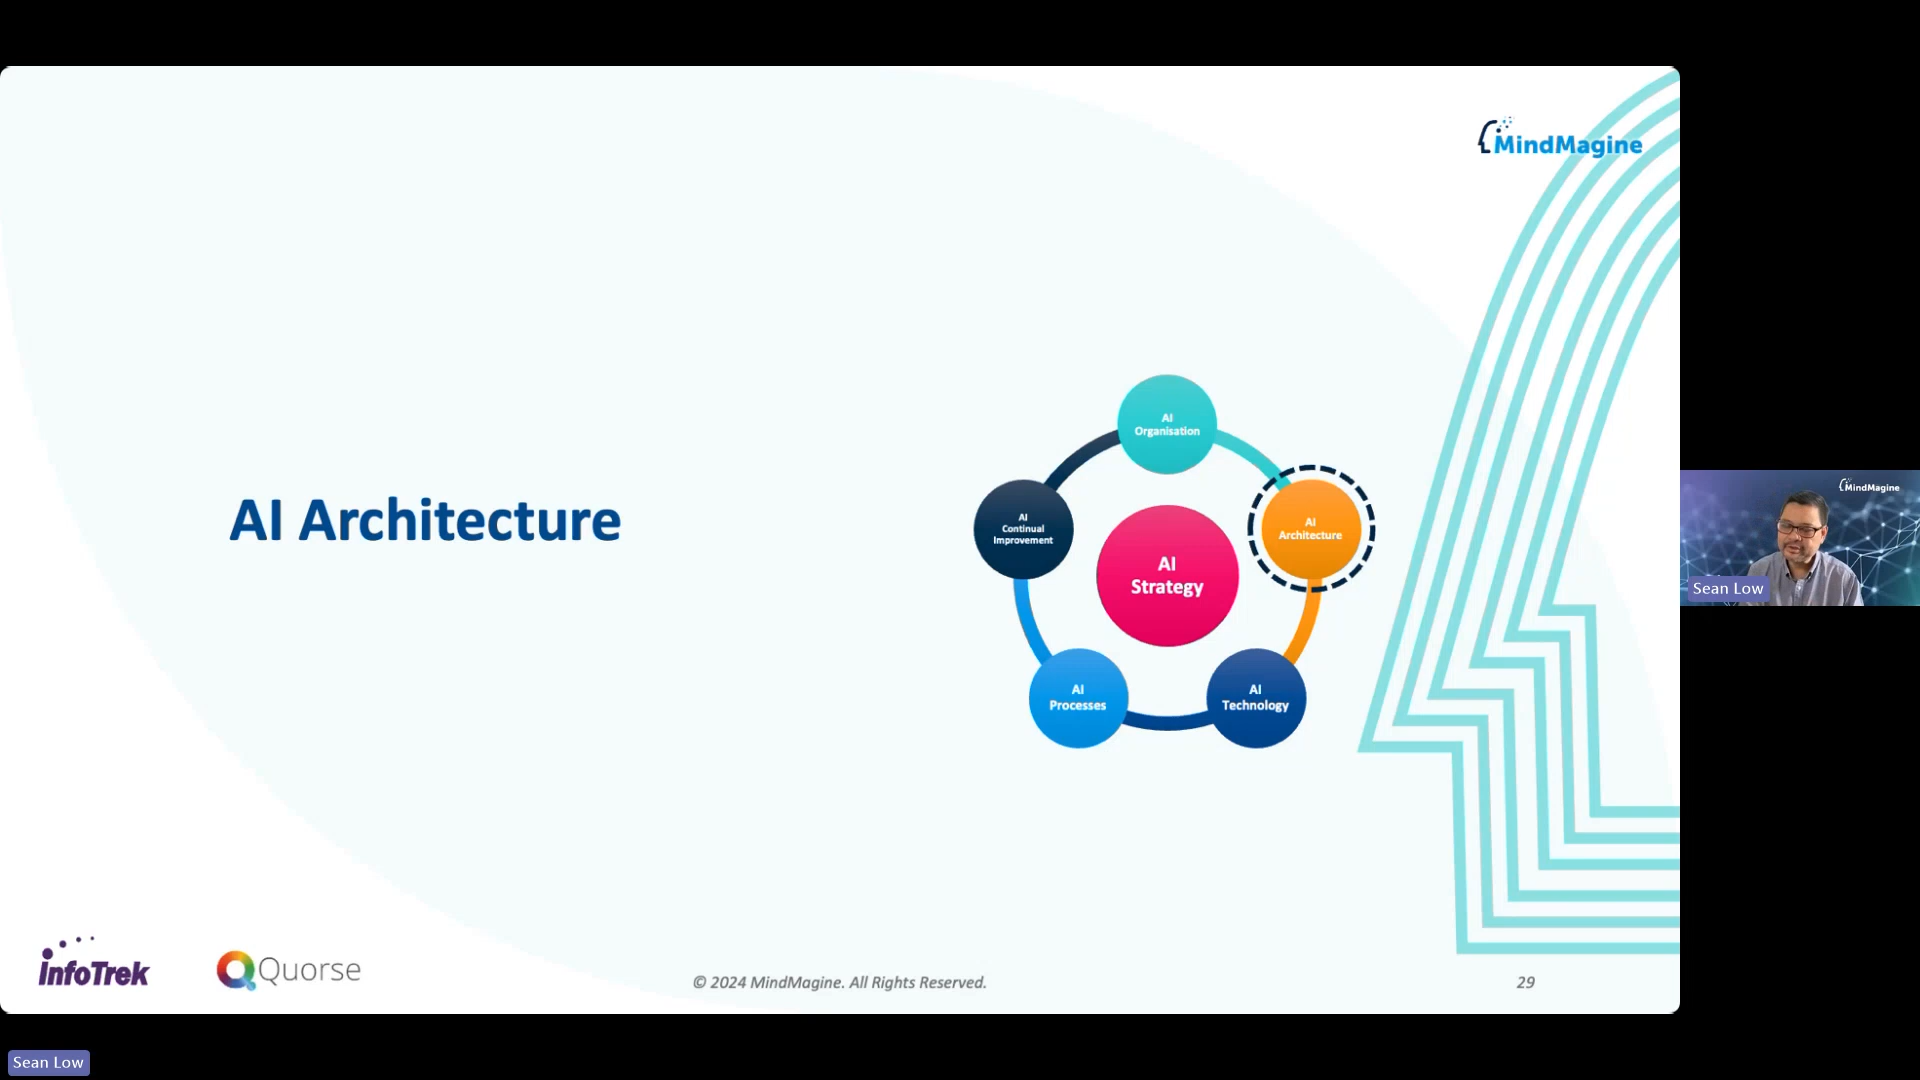 MindMagine
AI
Organisation
AI
Continual
Improvement
AI
Architecture
AI Architecture
AI
Strategy
AI
Processes
AI
Technology
MindMagine
Sean Low
infoTrek
Quorse
© 2024 MindMagine. All Rights Reserved.
29
Sean Low